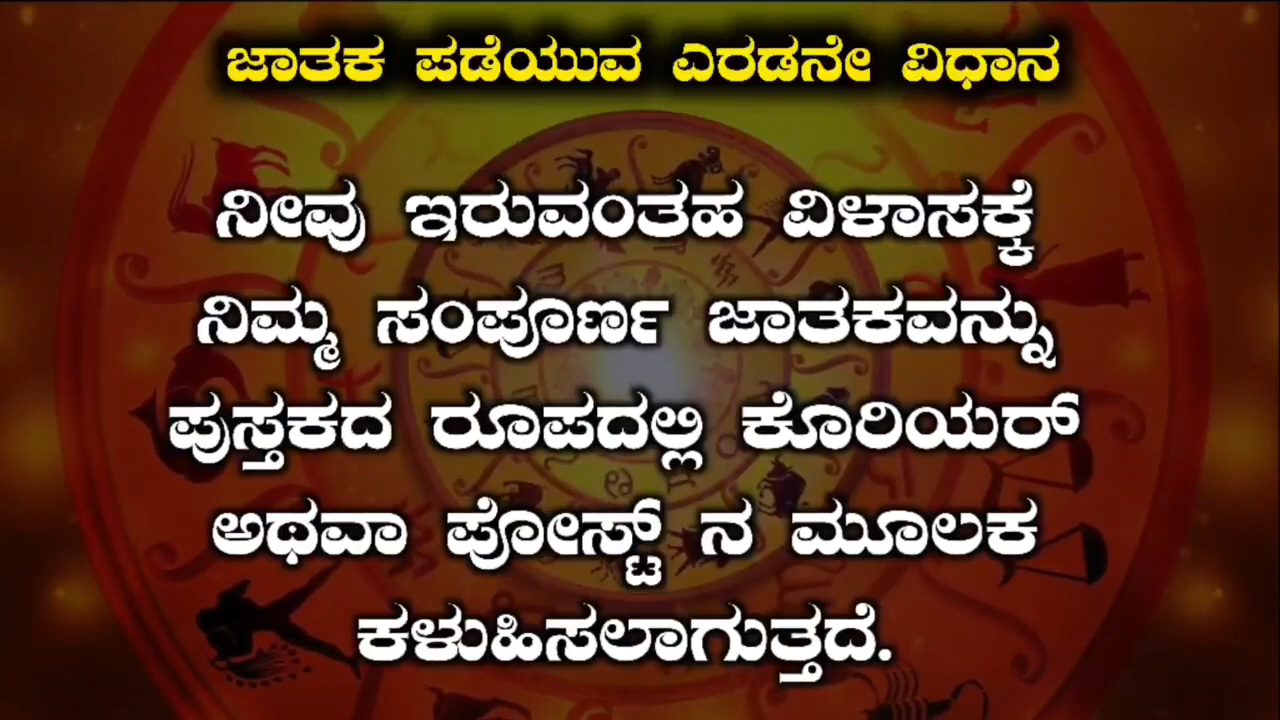 ಜಾತಕ ಪಡೆಯುವ ಎರಡನೇ ವಿಧಾನ
ನೀವು ಇರುವಂತಹ ವಿಳಾಸಕ್ಕೆ
ನಿಮ್ಮ ಸಂಪೂರ್ಣ ಜಾತಕವನ್ನು
ಪುಸ್ತಕದ ರೂಪದಲ್ಲಿ ಕೊರಿಯರ್
ಅಥವಾ ಪೋಸ್ಟ್ ನ ಮೂಲಕ
ಕಳುಹಿಸಲಾಗುತ್ತದೆ.